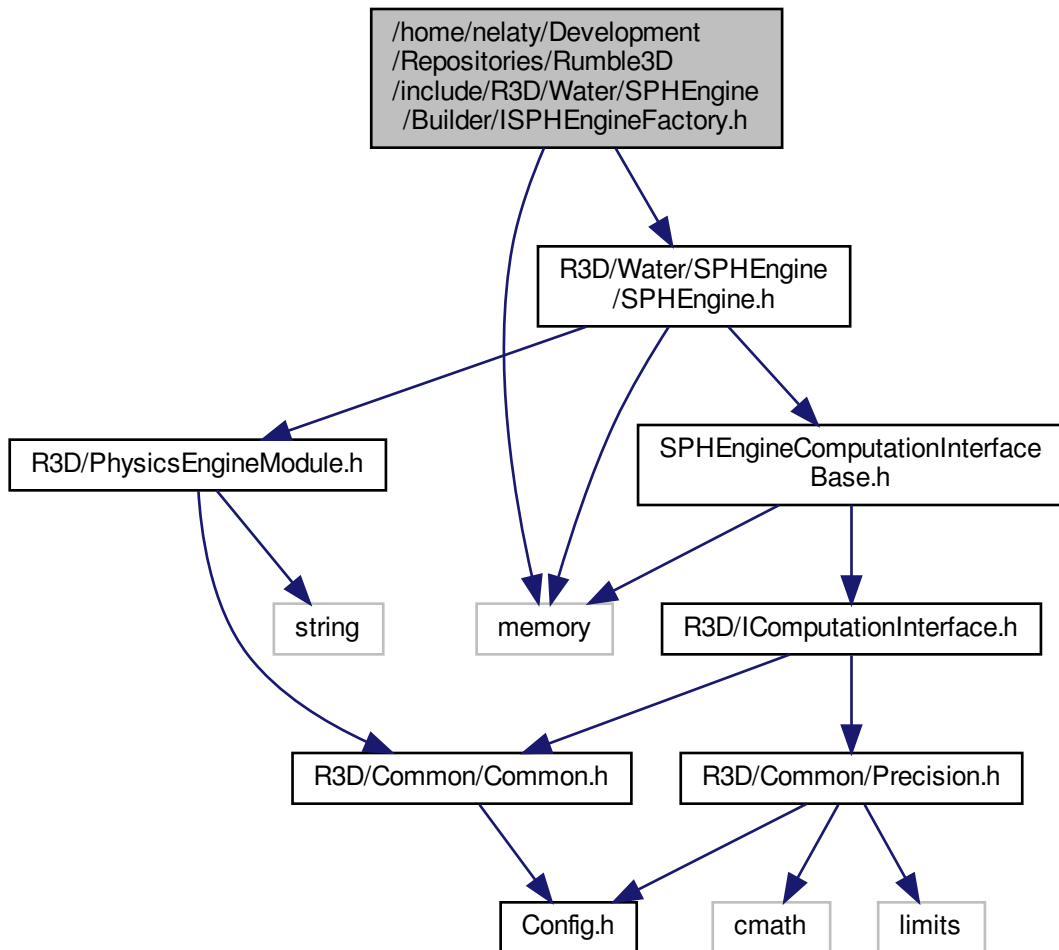 /home/nelaty/Development
/Repositories/Rumble3D
/include/R3D/Water/SPHEngine
/Builder/ISPHEngineFactory.h
R3D/Water/SPHEngine
/SPHEngine.h
R3D/PhysicsEngineModule.h
SPHEngineComputationInterface
Base.h
string
memory
R3D/IComputationInterface.h
R3D/Common/Common.h
R3D/Common/Precision.h
Config.h
cmath
limits